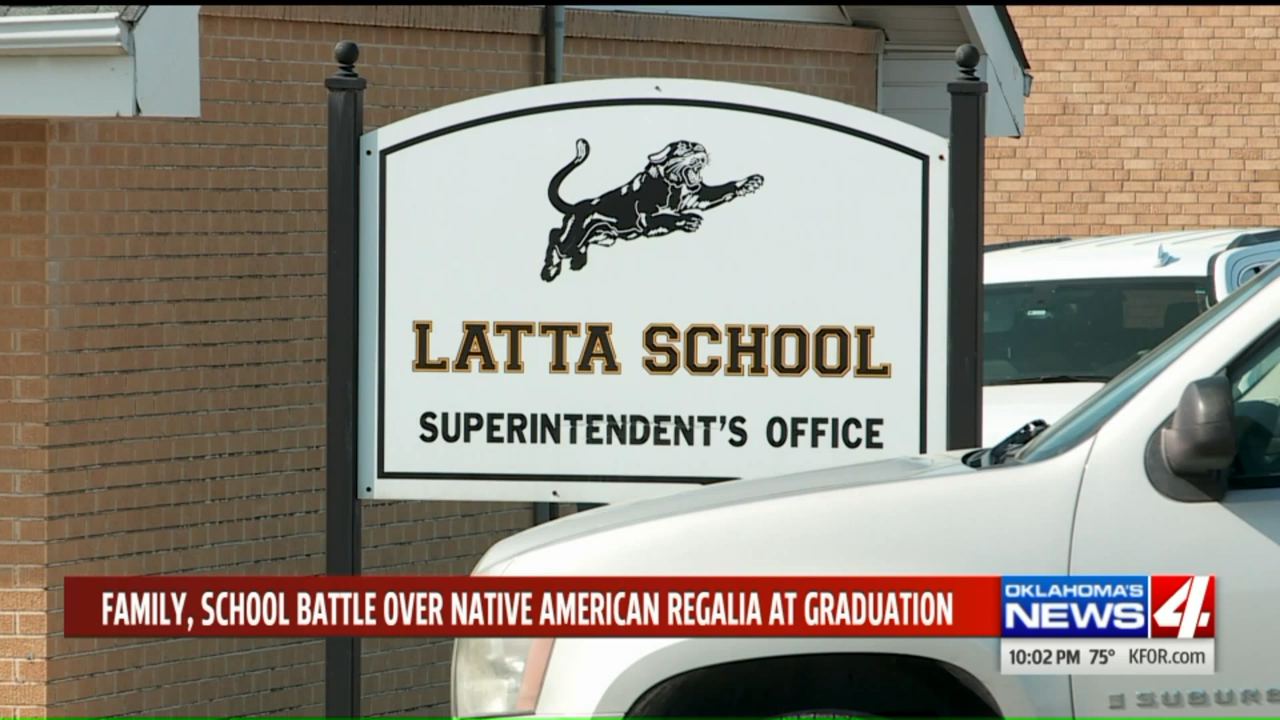 LATTA SCHOOL
SUPERINTENDENT'S OFFICE
FAMILY, SCHOOL BATTLE OVER NATIVE AMERICAN REGALIA AT GRADUATION
OKLAHOMA'S
NEWS 4
10:02 PM 75° KFOR.com
SUBURB